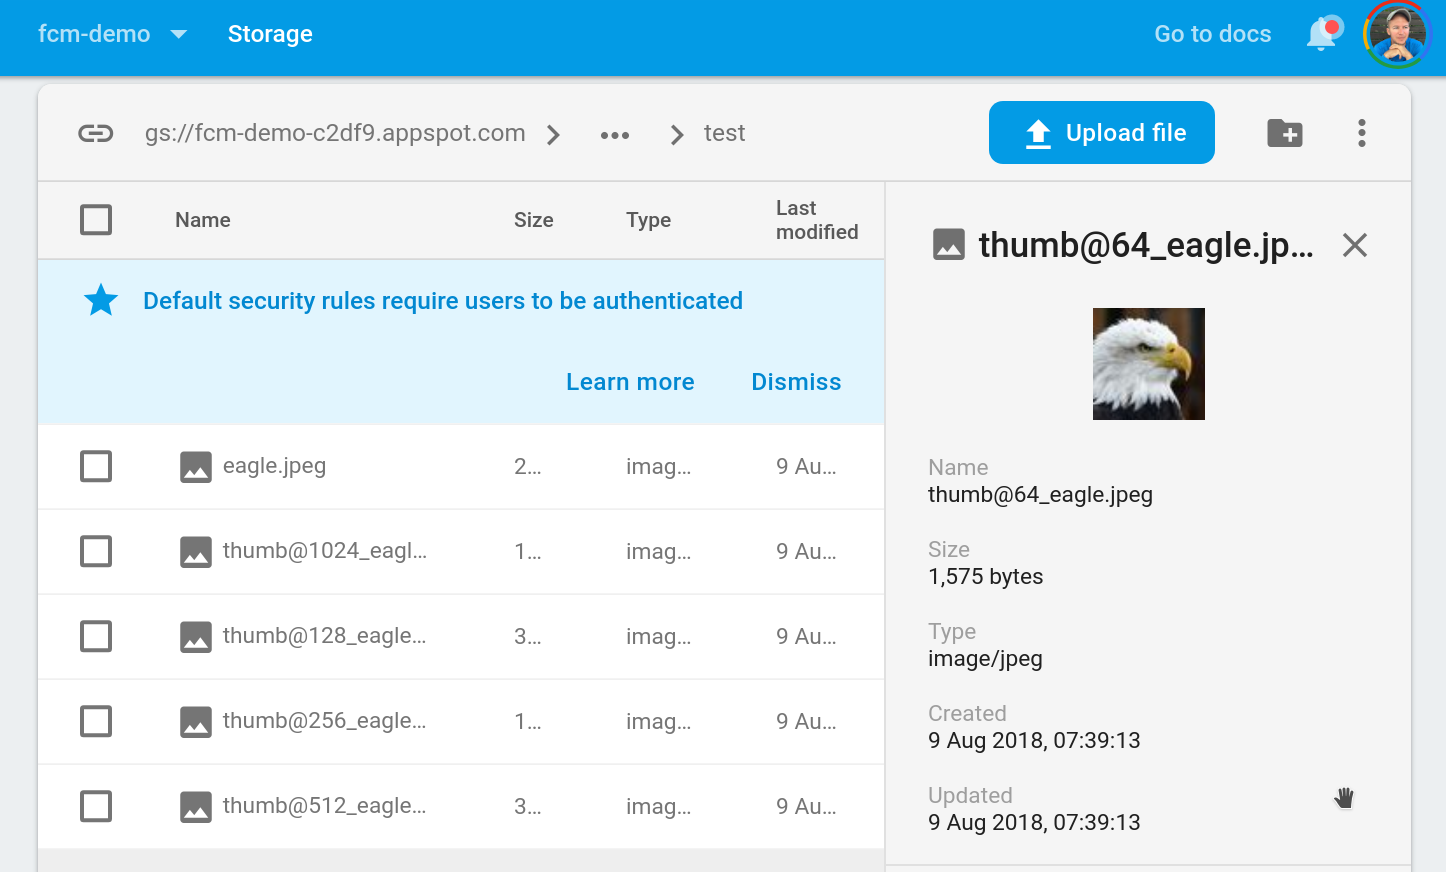 fcm-demo Storage Go to docs
gs://fcm-demo-c2df9.appspot.com ... test Upload file
Name Size Type Last modified
Default security rules require users to be authenticated
Learn more Dismiss
eagle.jpeg 2... imag... 9 Au...
thumb@1024_eagl... 1... imag... 9 Au...
thumb@128_eagle... 3... imag... 9 Au...
thumb@256_eagle... 1... imag... 9 Au...
thumb@512_eagle... 3... imag... 9 Au...
thumb@64_eagle.jp...
Name
thumb@64_eagle.jpeg
Size
1,575 bytes
Type
image/jpeg
Created
9 Aug 2018, 07:39:13
Updated
9 Aug 2018, 07:39:13